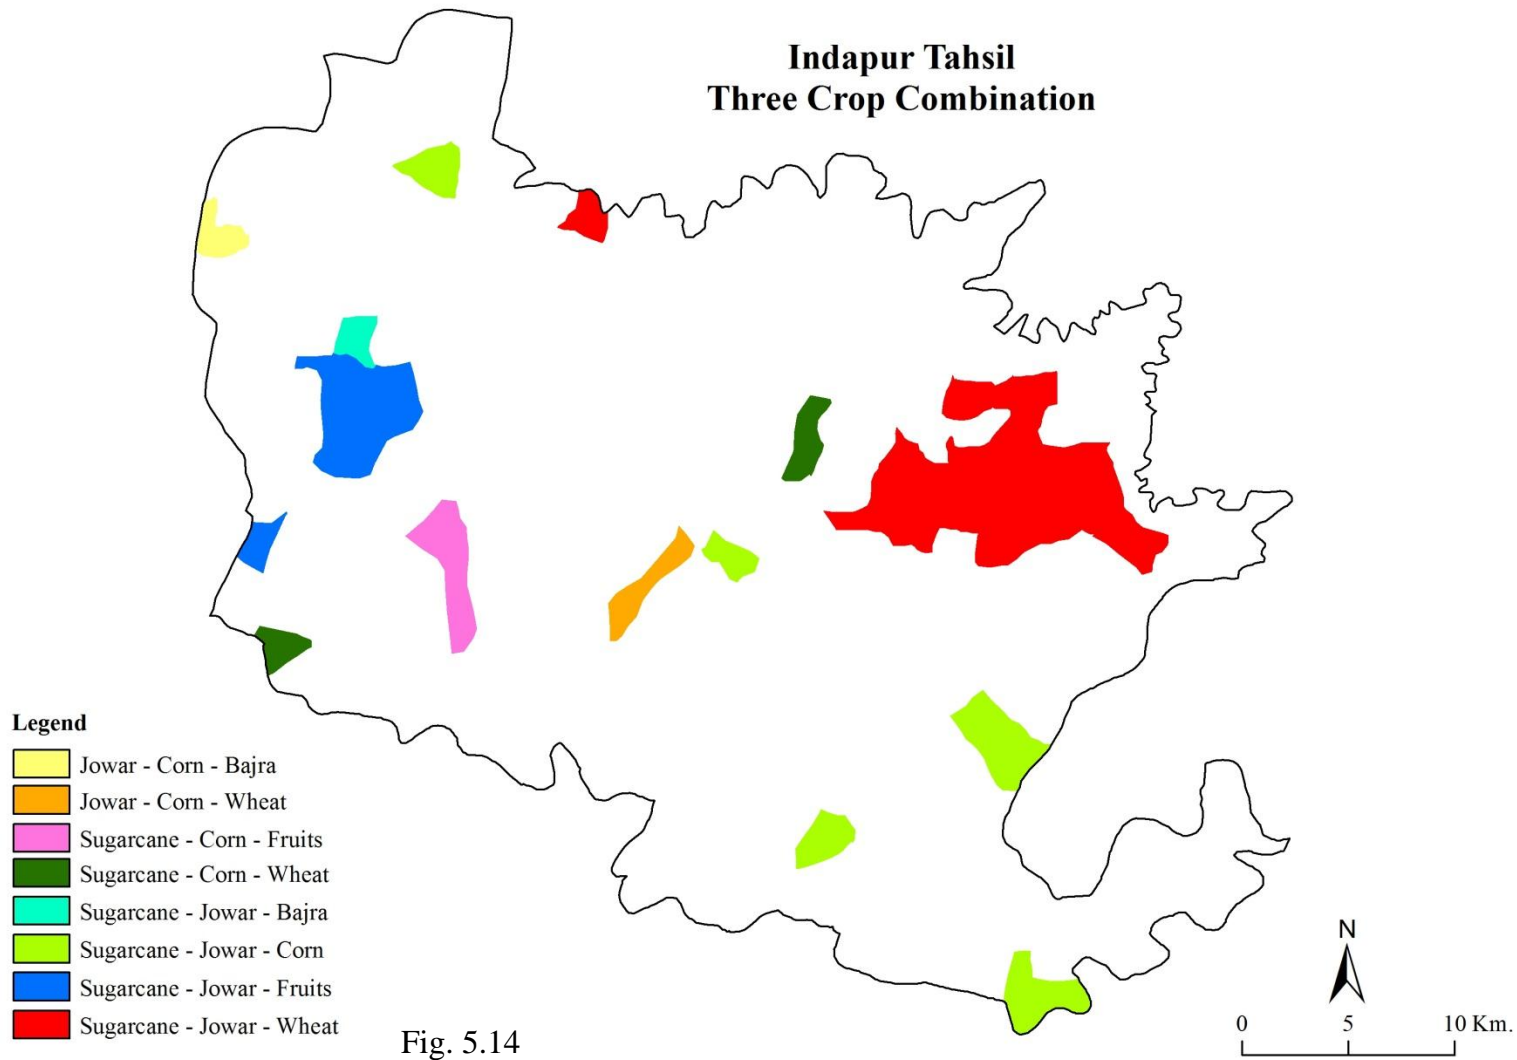 Indapur Tahsil
Three Crop Combination
Legend
Jowar - Corn - Bajra
Jowar - Corn - Wheat
Sugarcane - Corn - Fruits
Sugarcane - Corn - Wheat
Sugarcane - Jowar - Bajra
Sugarcane - Jowar - Corn
Sugarcane - Jowar - Fruits
Sugarcane - Jowar - Wheat
Fig. 5.14
N
0 5 10 Km.